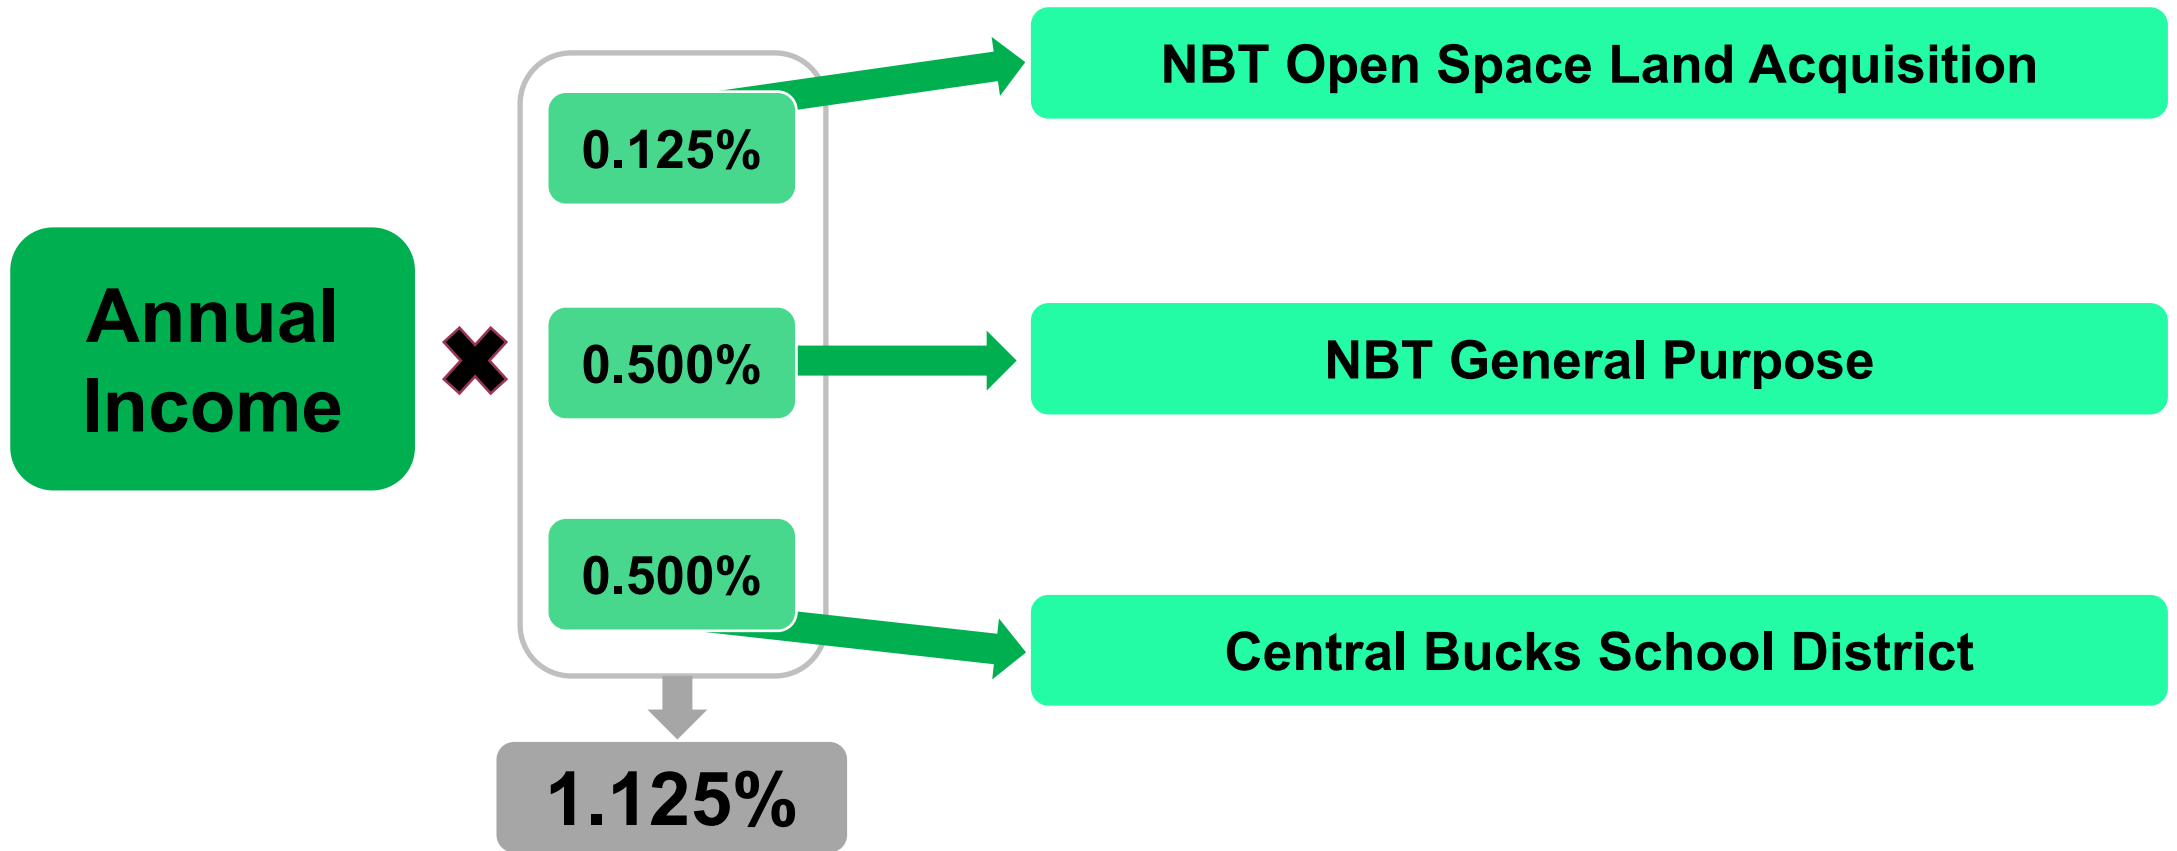 Annual
Income
0.125%
NBT Open Space Land Acquisition
0.500%
NBT General Purpose
0.500%
Central Bucks School District
1.125%